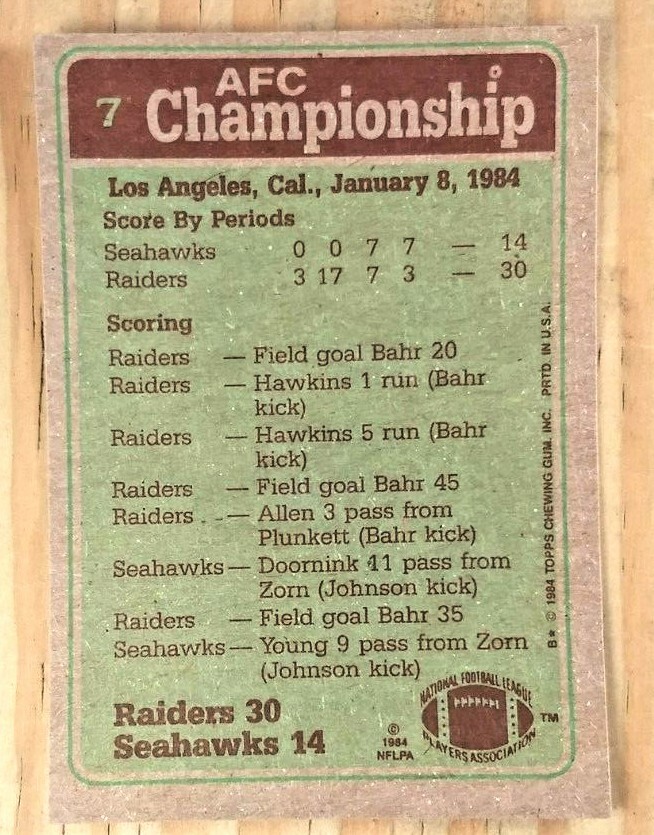 7 AFC
Championship
Los Angeles, Cal., January 8, 1984
Score By Periods
Seahawks 0 0 7 7 — 14
Raiders 3 17 7 3 — 30
Scoring
Raiders — Field goal Bahr 20
Raiders — Hawkins 1 run (Bahr
kick)
Raiders — Hawkins 5 run (Bahr
kick)
Raiders — Field goal Bahr 45
Raiders — Allen 3 pass from
Plunkett (Bahr kick)
Seahawks — Doornink 41 pass from
Zorn (Johnson kick)
Raiders — Field goal Bahr 35
Seahawks — Young 9 pass from Zorn
(Johnson kick)
Raiders 30
Seahawks 14
© 1984
NFLPA
NATIONAL FOOTBALL LEAGUE
PLAYERS ASSOCIATION
TM
B* © 1984 TOPPS CHEWING GUM, INC. PRTD. IN U.S.A.